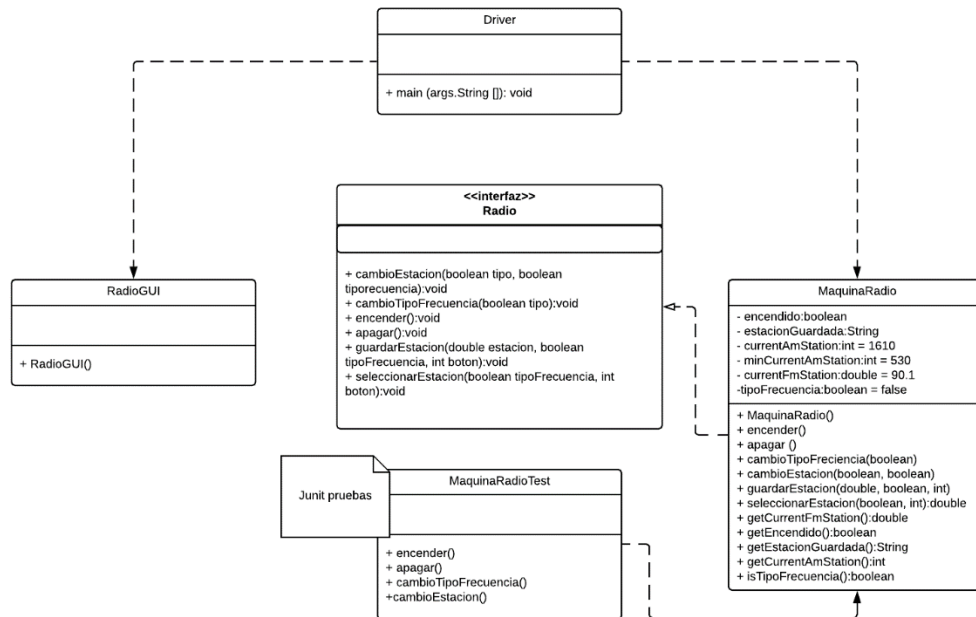 Driver
+ main (args.String []): void
<<interfaz>>
Radio
+ cambioEstacion(boolean tipo, boolean
tiporecuencia):void
+ cambioTipoFrecuencia(boolean tipo):void
+ encender():void
+ apagar():void
+ guardarEstacion(double estacion, boolean
tipoFrecuencia, int boton):void
+ seleccionarEstacion(boolean tipoFrecuencia, int
boton):void
RadioGUI
+ RadioGUI()
MaquinaRadio
- encendido:boolean
- estacionGuardada:String
- currentAmStation:int = 1610
- minCurrentAmStation:int = 530
- currentFmStation:double = 90.1
-tipoFrecuencia:boolean = false
+ MaquinaRadio()
+ encender()
+ apagar ()
+ cambioTipoFreciencia(boolean)
+ cambioEstacion(boolean, boolean)
+ guardarEstacion(double, boolean, int)
+ seleccionarEstacion(boolean, int):double
+ getCurrentFmStation():double
+ getEncendido():boolean
+ getEstacionGuardada():String
+ getCurrentAmStation():int
+ isTipoFrecuencia():boolean
Junit pruebas
MaquinaRadioTest
+ encender()
+ apagar()
+ cambioTipoFrecuencia()
+cambioEstacion()